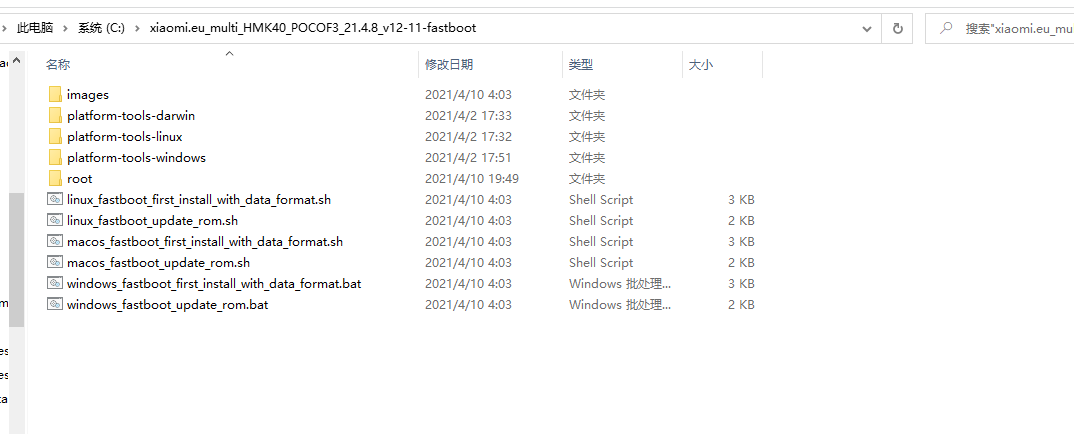 此电脑 系统 (C:) xiaomi.eu_multi_HMK40_POCOF3_21.4.8_v12-11-fastboot 搜索"xiaomi.eu_mu
名称 修改日期 类型 大小
images 2021/4/10 4:03 文件夹
platform-tools-darwin 2021/4/2 17:33 文件夹
platform-tools-linux 2021/4/2 17:32 文件夹
platform-tools-windows 2021/4/2 17:51 文件夹
root 2021/4/10 19:49 文件夹
linux_fastboot_first_install_with_data_format.sh 2021/4/10 4:03 Shell Script 3 KB
linux_fastboot_update_rom.sh 2021/4/10 4:03 Shell Script 2 KB
macos_fastboot_first_install_with_data_format.sh 2021/4/10 4:03 Shell Script 3 KB
macos_fastboot_update_rom.sh 2021/4/10 4:03 Shell Script 2 KB
windows_fastboot_first_install_with_data_format.bat 2021/4/10 4:03 Windows 批处理... 3 KB
windows_fastboot_update_rom.bat 2021/4/10 4:03 Windows 批处理... 2 KB